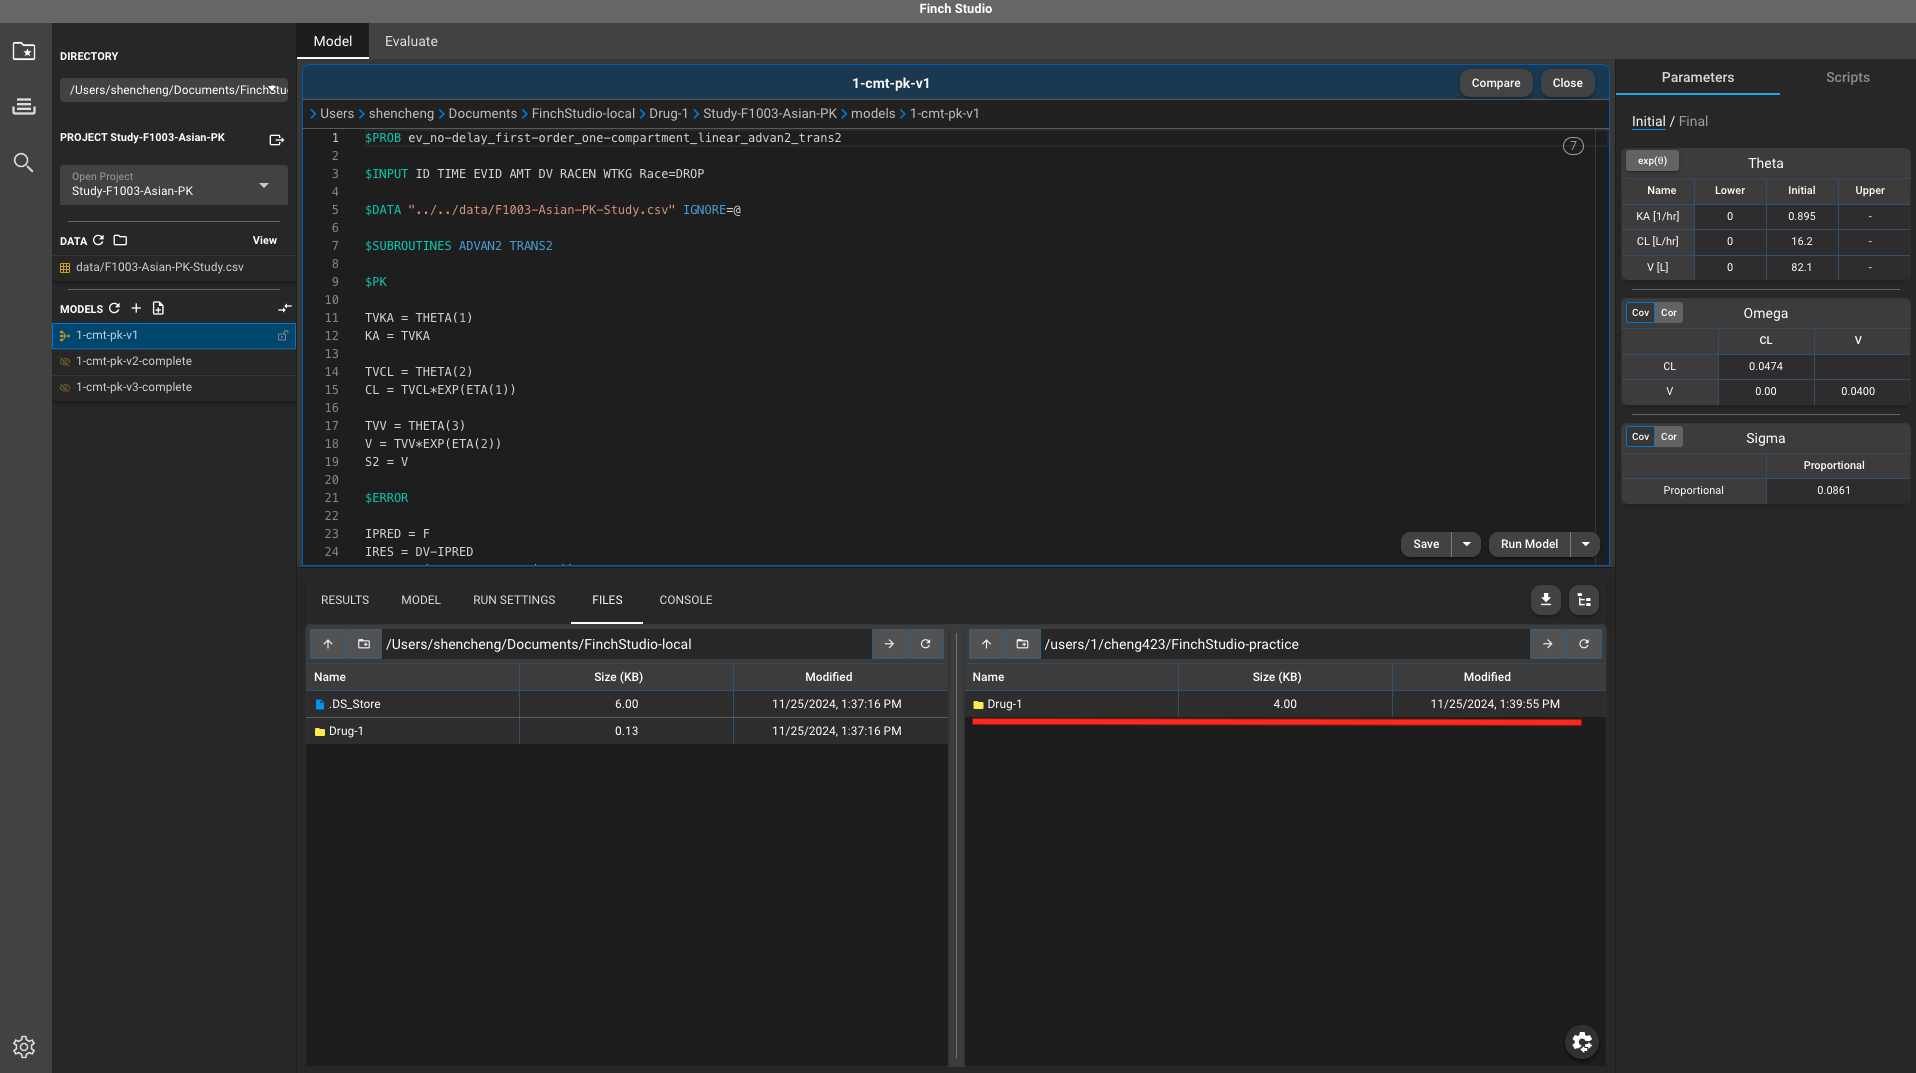 Finch Studio
DIRECTORY
/Users/shencheng/Documents/FinchStu
PROJECT Study-F1003-Asian-PK
Open Project
Study-F1003-Asian-PK
DATA View
data/F1003-Asian-PK-Study.csv
MODELS
1-cmt-pk-v1
1-cmt-pk-v2-complete
1-cmt-pk-v3-complete
Model Evaluate
1-cmt-pk-v1 Compare Close
Users shencheng Documents FinchStudio-local Drug-1 Study-F1003-Asian-PK models 1-cmt-pk-v1
1 $PROB ev_no-delay_first-order_one-compartment_linear_advan2_trans2
7
2
3 $INPUT ID TIME EVID AMT DV RACEN WTKG Race=DROP
4
5 $DATA "../../data/F1003-Asian-PK-Study.csv" IGNORE=@
6
7 $SUBROUTINES ADVAN2 TRANS2
8
9 $PK
10
11 TVKA = THETA(1)
12 KA = TVKA
13
14 TVCL = THETA(2)
15 CL = TVCL*EXP(ETA(1))
16
17 TVV = THETA(3)
18 V = TVV*EXP(ETA(2))
19 S2 = V
20
21 $ERROR
22
23 IPRED = F
24 IRES = DV-IPRED
Save Run Model
RESULTS MODEL RUN SETTINGS FILES CONSOLE
/Users/shencheng/Documents/FinchStudio-local
Name Size (KB) Modified
.DS_Store 6.00 11/25/2024, 1:37:16 PM
Drug-1 0.13 11/25/2024, 1:37:16 PM
/users/1/cheng423/FinchStudio-practice
Name Size (KB) Modified
Drug-1 4.00 11/25/2024, 1:39:55 PM
Parameters Scripts
Initial / Final
exp(θ) Theta
Name Lower Initial Upper
KA [1/hr] 0 0.895 -
CL [L/hr] 0 16.2 -
V [L] 0 82.1 -
Cov Cor Omega
CL V
CL 0.0474
V 0.00 0.0400
Cov Cor Sigma
Proportional
Proportional 0.0861